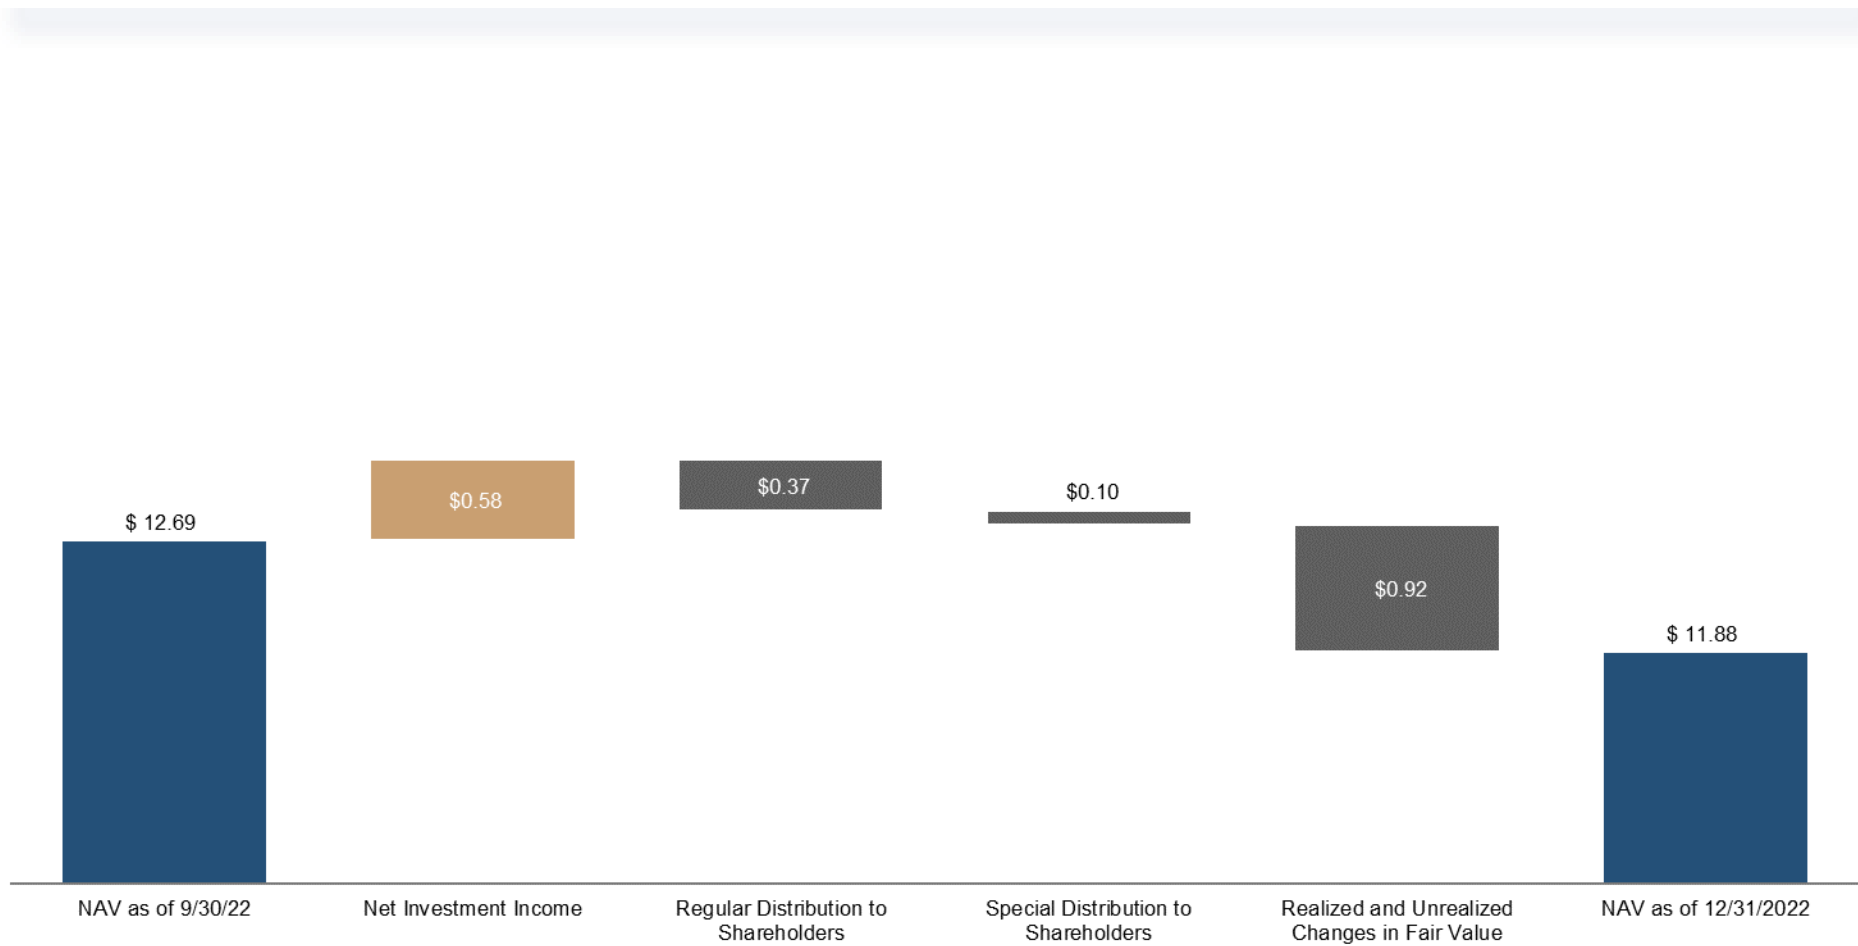 $0.58
$0.37
$0.10
$ 12.69
$0.92
$ 11.88
NAV as of 9/30/22
Net Investment Income
Regular Distribution to
Shareholders
Special Distribution to
Shareholders
Realized and Unrealized
Changes in Fair Value
NAV as of 12/31/2022